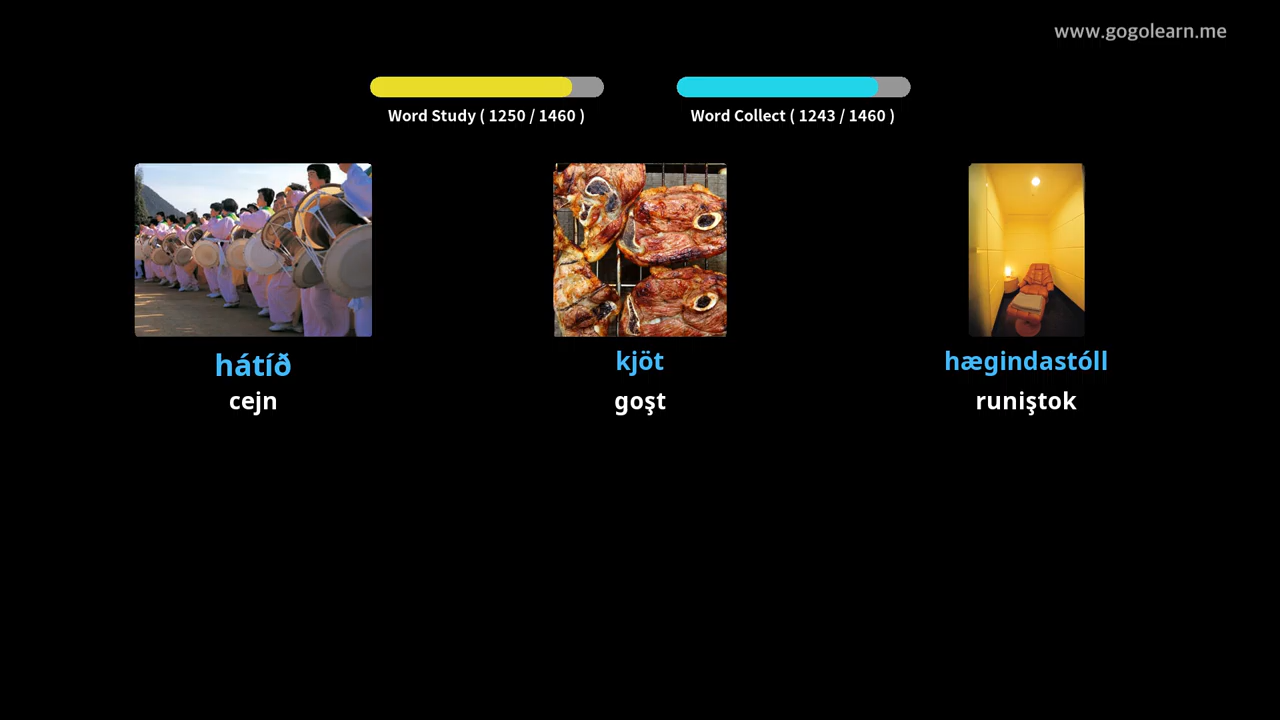 www.gogolearn.me
Word Study ( 1250 / 1460 )
Word Collect ( 1243 / 1460 )
hátíð
cejn
kjöt
goşt
hægindastóll
runiştok